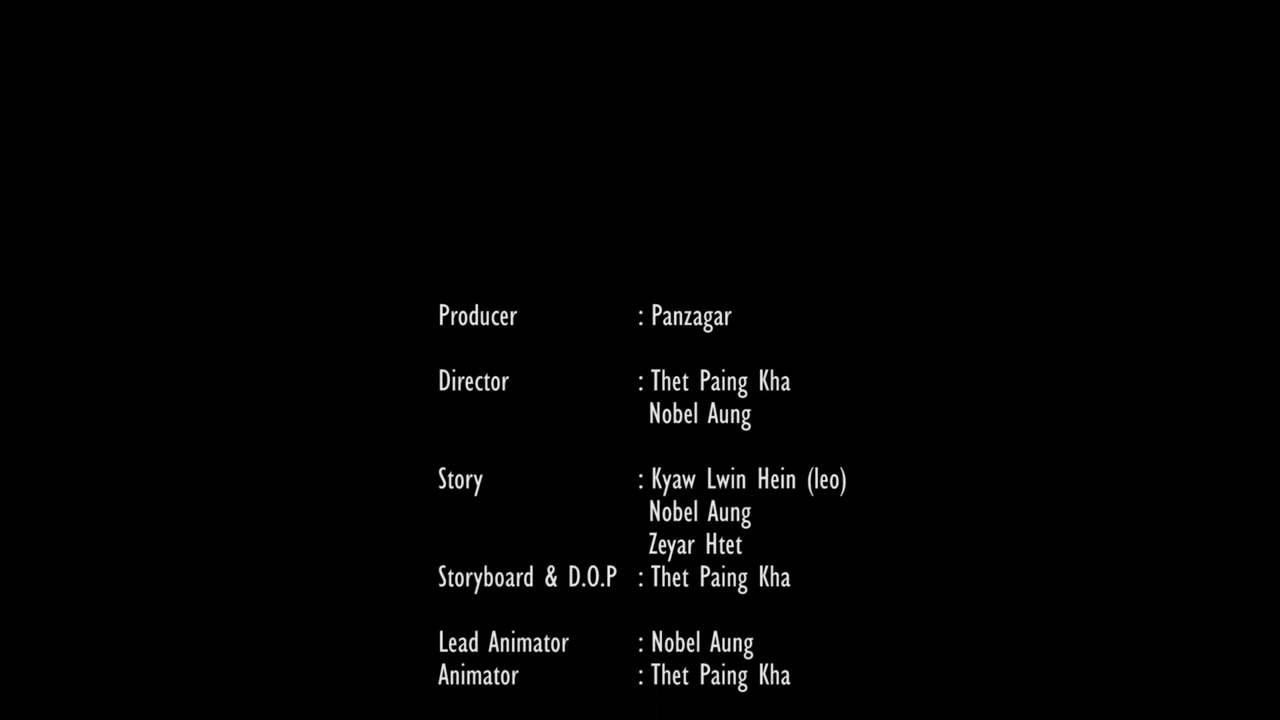 Producer : Panzagar
Director : Thet Paing Kha
Nobel Aung
Story : Kyaw Lwin Hein (leo)
Nobel Aung
Zeyar Htet
Storyboard & D.O.P : Thet Paing Kha
Lead Animator : Nobel Aung
Animator : Thet Paing Kha